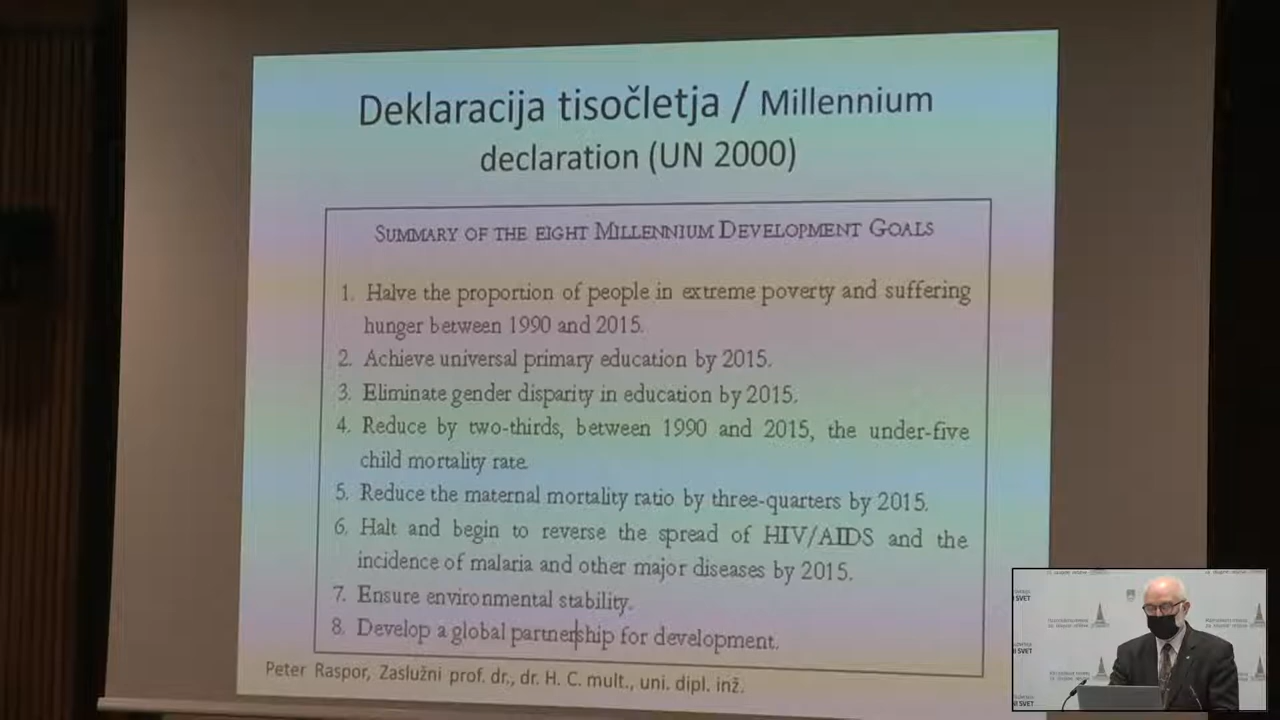 Deklaracija tisočletja / Millennium
declaration (UN 2000)
SUMMARY OF THE EIGHT MILLENNIUM DEVELOPMENT GOALS
1. Halve the proportion of people in extreme poverty and suffering
hunger between 1990 and 2015.
2. Achieve universal primary education by 2015.
3. Eliminate gender disparity in education by 2015.
4. Reduce by two-thirds, between 1990 and 2015, the under-five
child mortality rate.
5. Reduce the maternal mortality ratio by three-quarters by 2015.
6. Halt and begin to reverse the spread of HIV/AIDS and the
incidence of malaria and other major diseases by 2015.
7. Ensure environmental stability.
8. Develop a global partnership for development.
Peter Raspor, Zaslužni prof. dr., dr. H. C. mult., uni. dipl. inž.
SVET
SVET
SVET